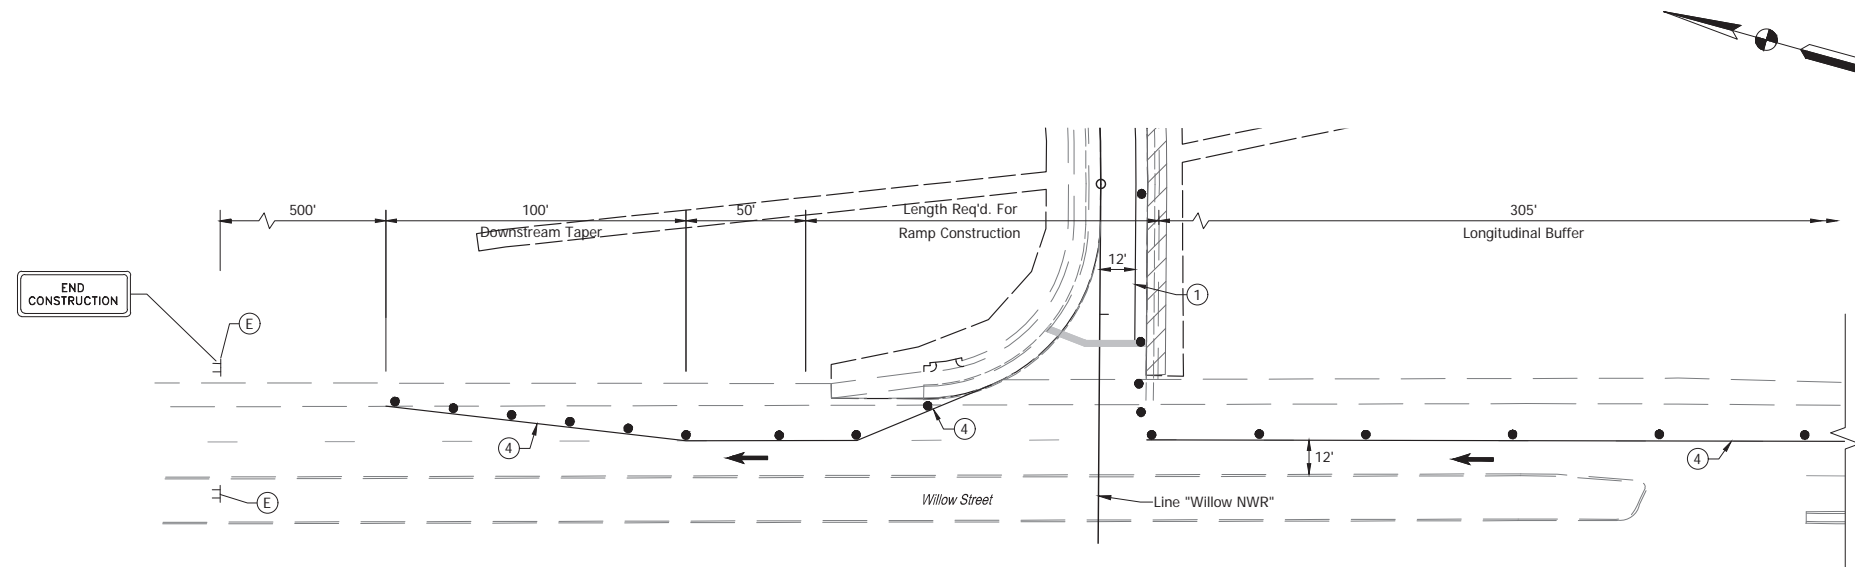 500'
100'
Downstream Taper
50'
Length Req'd. For
Ramp Construction
305'
Longitudinal Buffer
12'
1
END
CONSTRUCTION
E
4
4
12'
4
E
Willow Street
Line "Willow NWR"